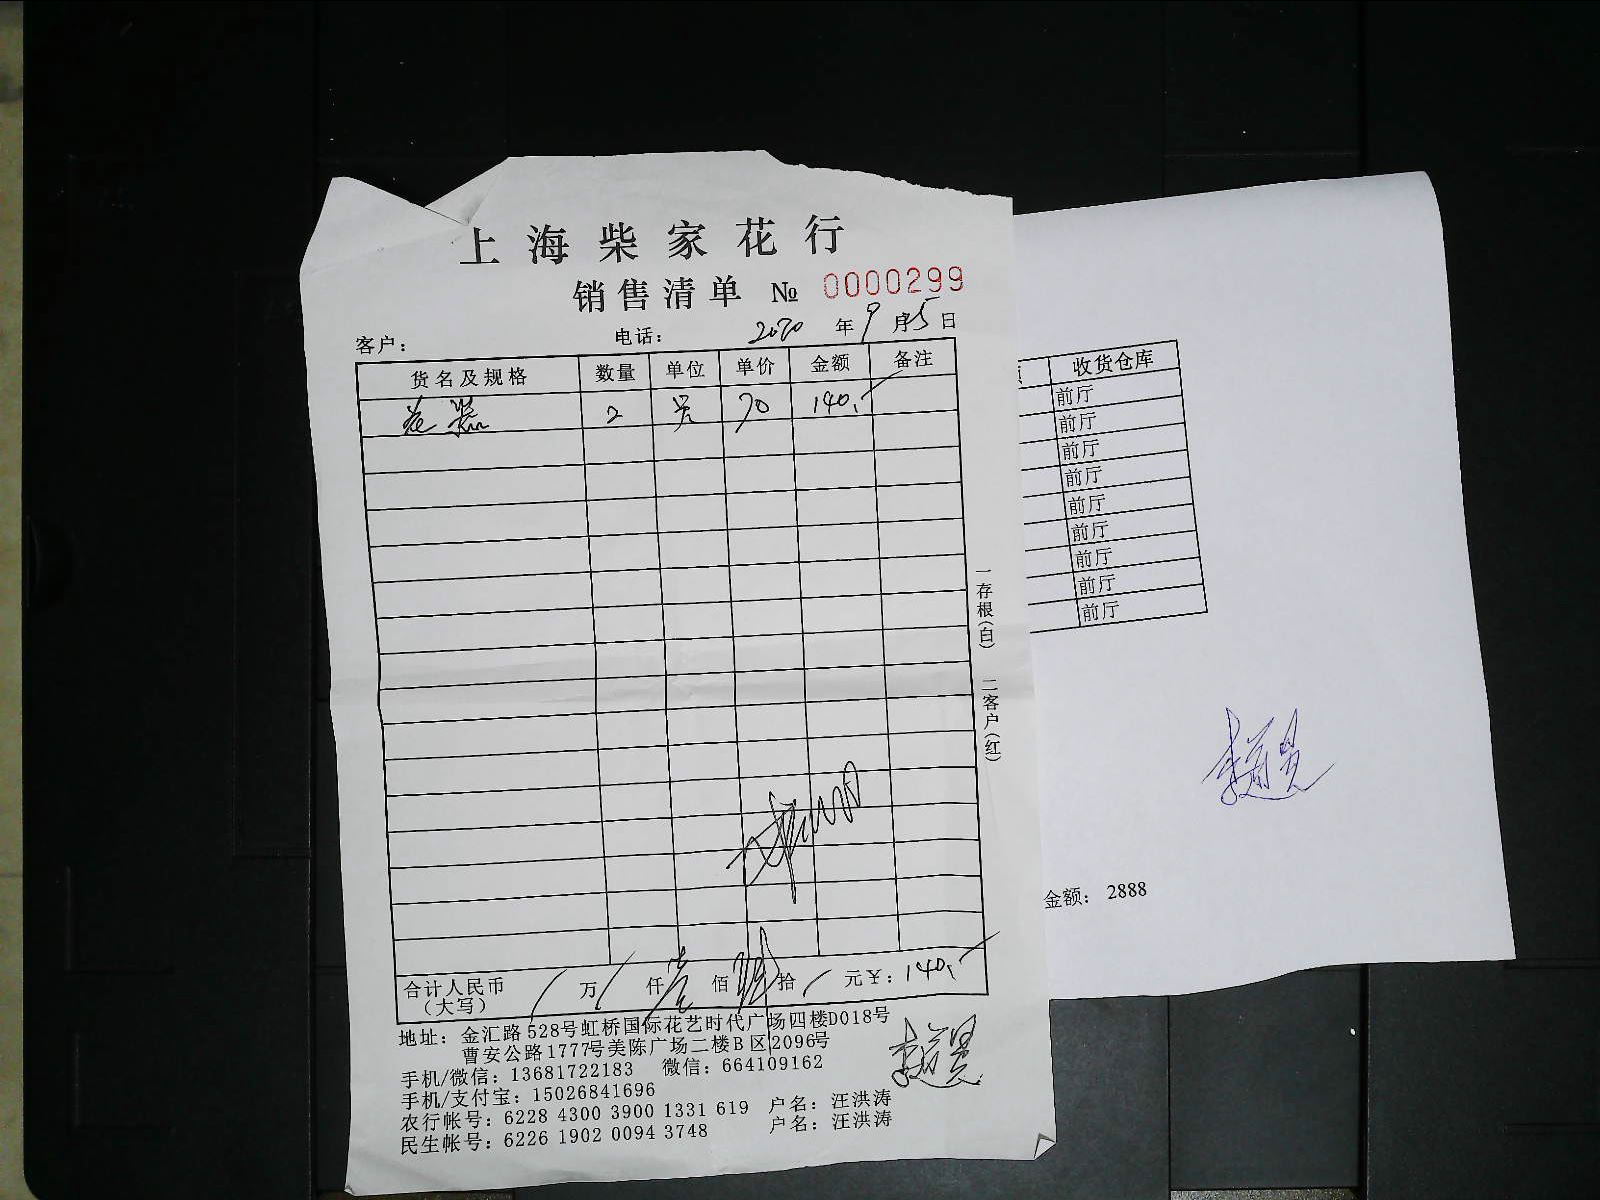 上海柴家花行
销售清单 № 0000299
客户： 电话： 2020 年 9 月 5 日
货名及规格 数量 单位 单价 金额 备注
花器 2 70 140.-
一存根(白) 二客户(红)
合计人民币(大写) / 万 / 仟 壹 佰 肆 拾 / 元￥：140.-
地址：金汇路528号虹桥国际花艺时代广场四楼D018号
曹安公路1777号美陈广场二楼B区2096号
手机/微信：13681722183 微信：664109162
手机/支付宝：15026841696
农行帐号：6228 4300 3900 1331 619 户名：汪洪涛
民生帐号：6226 1902 0094 3748 户名：汪洪涛
收货仓库
前厅
前厅
前厅
前厅
前厅
前厅
前厅
前厅
前厅
金额： 2888